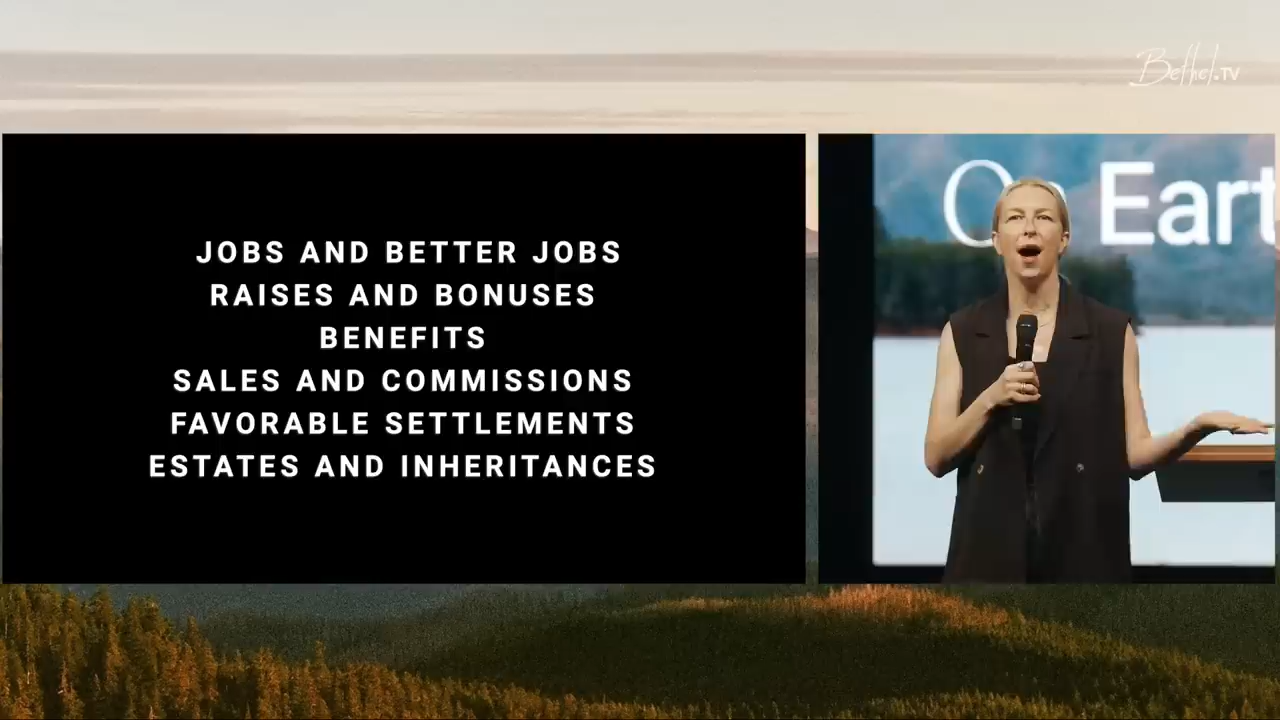 Bethel.TV
JOBS AND BETTER JOBS
RAISES AND BONUSES
BENEFITS
SALES AND COMMISSIONS
FAVORABLE SETTLEMENTS
ESTATES AND INHERITANCES
On Eart